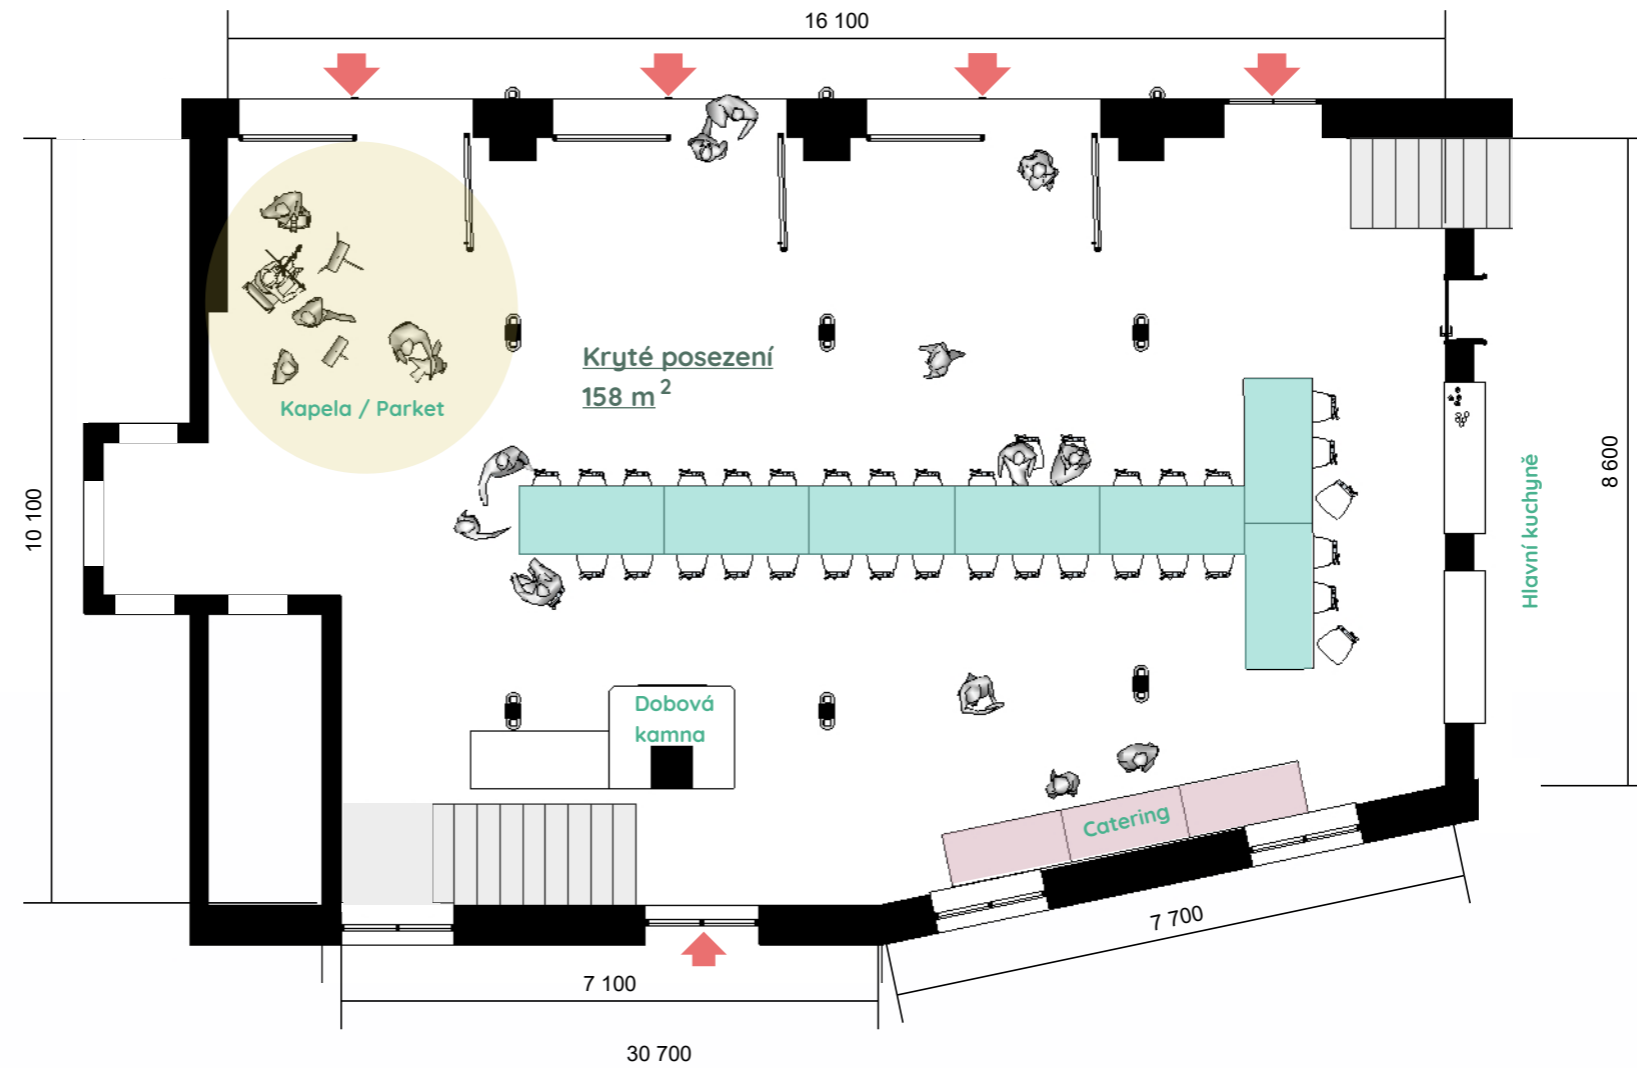 16 100
Kryté posezení
158 m²
Kapela / Parket
10 100
8 600
Hlavní kuchyně
Dobová
kamna
Catering
7 700
7 100
30 700